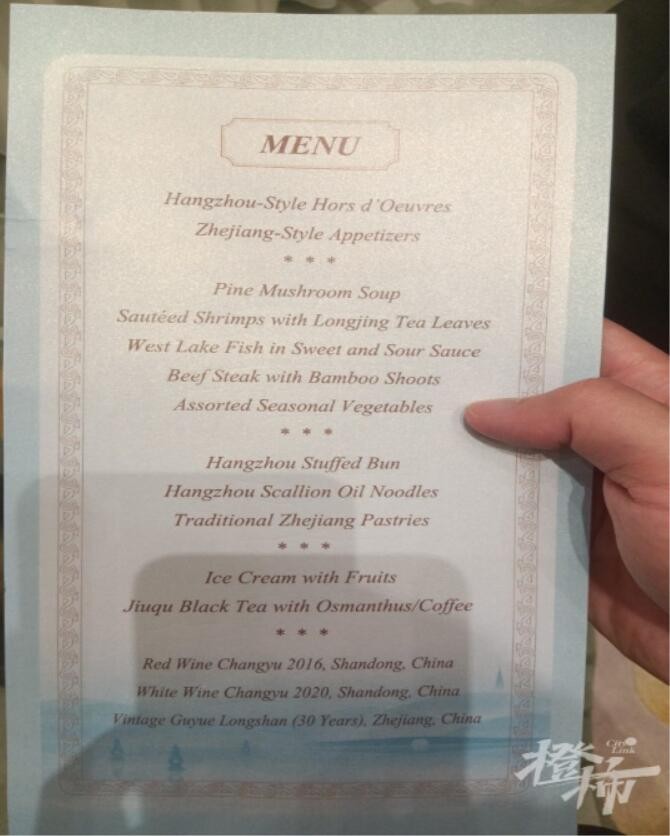 MENU
Hangzhou-Style Hors d'Oeuvres
Zhejiang-Style Appetizers
* * *
Pine Mushroom Soup
Sautéed Shrimps with Longjing Tea Leaves
West Lake Fish in Sweet and Sour Sauce
Beef Steak with Bamboo Shoots
Assorted Seasonal Vegetables
* * *
Hangzhou Stuffed Bun
Hangzhou Scallion Oil Noodles
Traditional Zhejiang Pastries
* * *
Ice Cream with Fruits
Jiuqu Black Tea with Osmanthus/Coffee
* * *
Red Wine Changyu 2016, Shandong, China
White Wine Changyu 2020, Shandong, China
Vintage Guyue Longshan (30 Years), Zhejiang, China
橙柿
City
Link